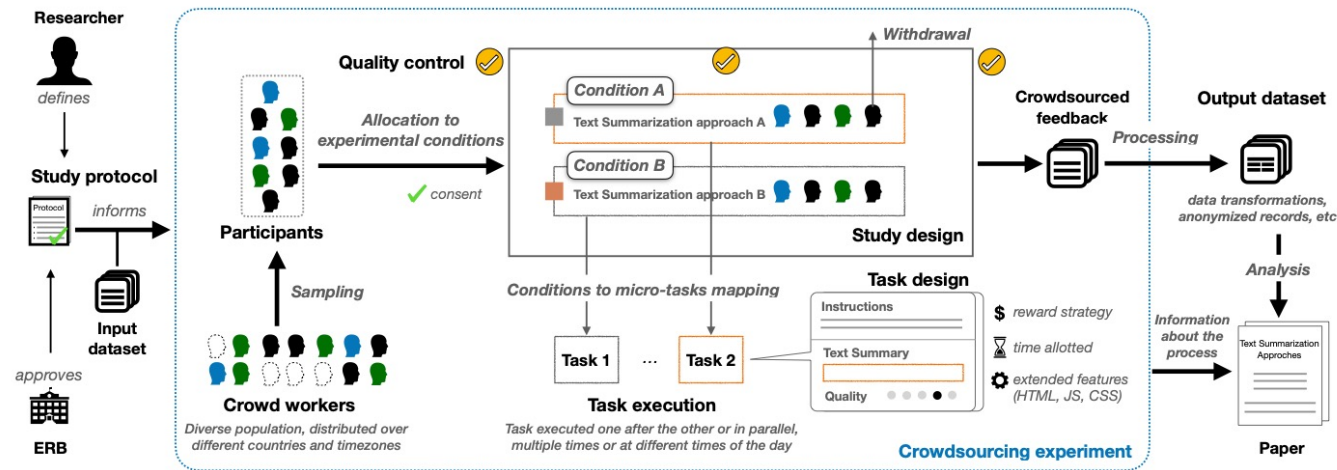 Researcher
defines
Study protocol
Protocol
informs
Input
dataset
approves
ERB
Participants
Sampling
Crowd workers
Diverse population, distributed over
different countries and timezones
Quality control
Allocation to
experimental conditions
consent
Withdrawal
Condition A
Text Summarization approach A
Condition B
Text Summarization approach B
Study design
Conditions to micro-tasks mapping
Task 1
...
Task 2
Task execution
Task executed one after the other or in parallel,
multiple times or at different times of the day
Task design
Instructions
Text Summary
Quality
$ reward strategy
time allotted
extended features
(HTML, JS, CSS)
Crowdsourcing experiment
Crowdsourced
feedback
Processing
Output dataset
data transformations,
anonymized records, etc
Analysis
Information
about the
process
Text Summarization
Approches
Paper